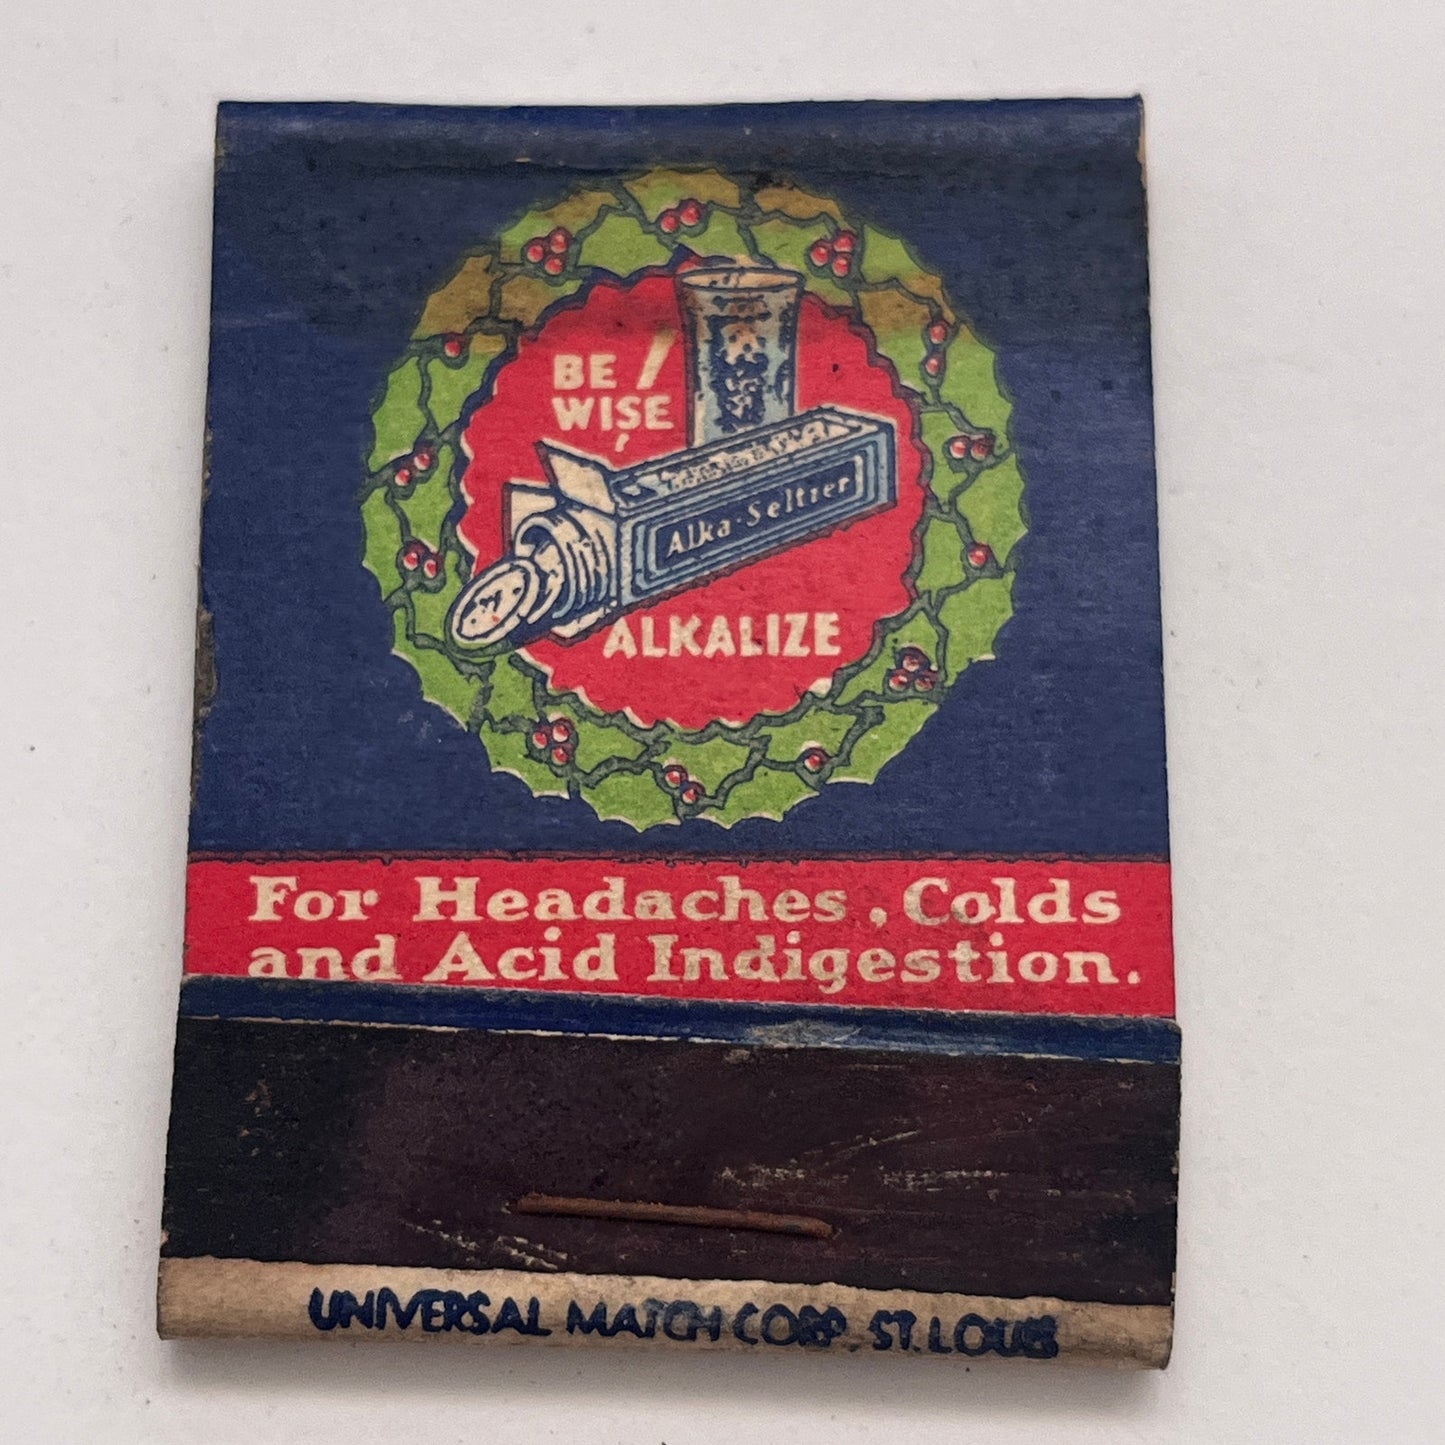 BE !
WISE,
Alka-Seltzer
ALKALIZE
For Headaches, Colds
and Acid Indigestion.
UNIVERSAL MATCH CORP., ST. LOUIS